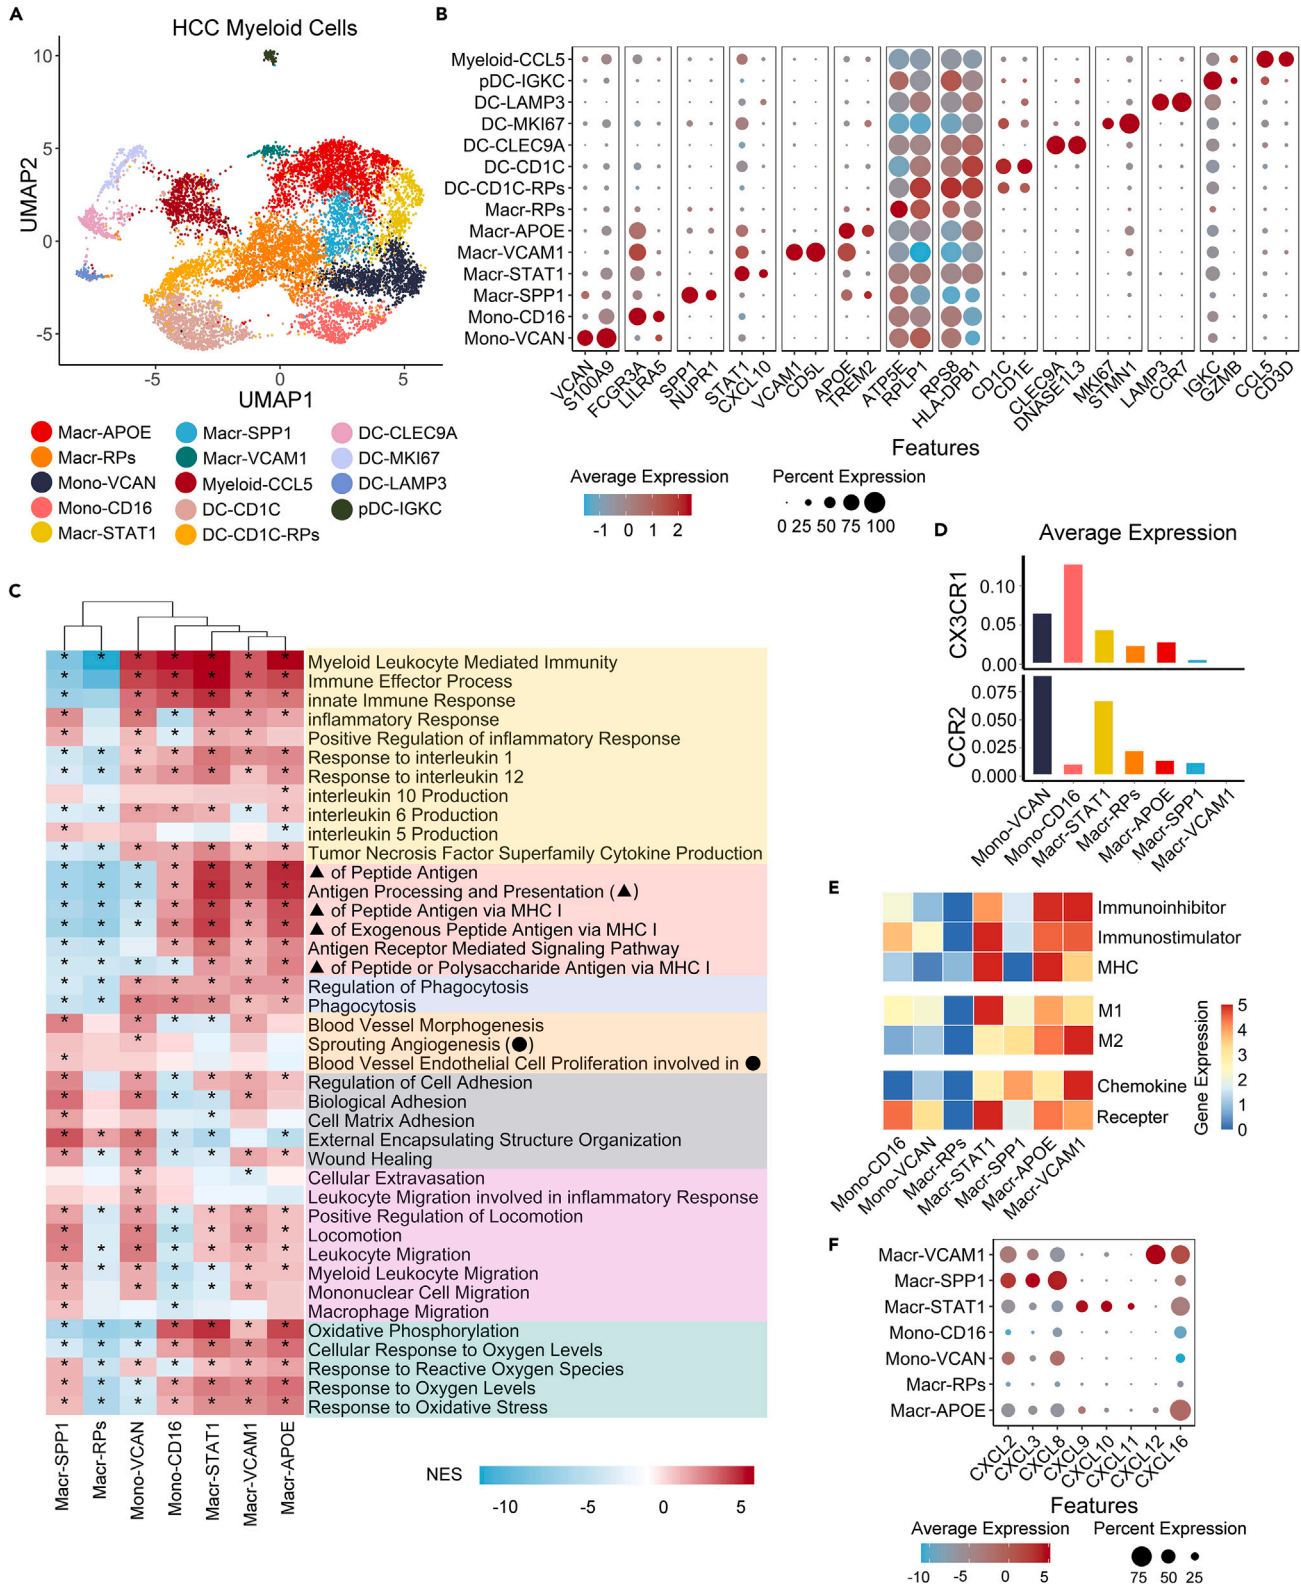 A
HCC Myeloid Cells
10
5
0
-5
UMAP2
-5
0
5
UMAP1
Macr-APOE
Macr-RPs
Mono-VCAN
Mono-CD16
Macr-STAT1
Macr-SPP1
Macr-VCAM1
Myeloid-CCL5
DC-CD1C
DC-CD1C-RPs
DC-CLEC9A
DC-MKI67
DC-LAMP3
pDC-IGKC
B
Myeloid-CCL5
pDC-IGKC
DC-LAMP3
DC-MKI67
DC-CLEC9A
DC-CD1C
DC-CD1C-RPs
Macr-RPs
Macr-APOE
Macr-VCAM1
Macr-STAT1
Macr-SPP1
Mono-CD16
Mono-VCAN
VCAN
S100A9
FCGR3A
LILRA5
SPP1
NUPR1
STAT1
CXCL10
VCAM1
CD5L
APOE
TREM2
ATP5E
RPLP1
RPS8
HLA-DPB1
CD1C
CD1E
CLEC9A
DNASE1L3
MKI67
STMN1
LAMP3
CCR7
IGKC
GZMB
CCL5
CD3D
Features
Average Expression
-1 0 1 2
Percent Expression
0 25 50 75 100
C
Myeloid Leukocyte Mediated Immunity
Immune Effector Process
innate Immune Response
inflammatory Response
Positive Regulation of inflammatory Response
Response to interleukin 1
Response to interleukin 12
interleukin 10 Production
interleukin 6 Production
interleukin 5 Production
Tumor Necrosis Factor Superfamily Cytokine Production
▲ of Peptide Antigen
Antigen Processing and Presentation (▲)
▲ of Peptide Antigen via MHC I
▲ of Exogenous Peptide Antigen via MHC I
Antigen Receptor Mediated Signaling Pathway
▲ of Peptide or Polysaccharide Antigen via MHC I
Regulation of Phagocytosis
Phagocytosis
Blood Vessel Morphogenesis
Sprouting Angiogenesis (●)
Blood Vessel Endothelial Cell Proliferation involved in ●
Regulation of Cell Adhesion
Biological Adhesion
Cell Matrix Adhesion
External Encapsulating Structure Organization
Wound Healing
Cellular Extravasation
Leukocyte Migration involved in inflammatory Response
Positive Regulation of Locomotion
Locomotion
Leukocyte Migration
Myeloid Leukocyte Migration
Mononuclear Cell Migration
Macrophage Migration
Oxidative Phosphorylation
Cellular Response to Oxygen Levels
Response to Reactive Oxygen Species
Response to Oxygen Levels
Response to Oxidative Stress
Macr-SPP1
Macr-RPs
Mono-VCAN
Mono-CD16
Macr-STAT1
Macr-VCAM1
Macr-APOE
NES
-10 -5 0 5
D
Average Expression
CX3CR1
0.10
0.05
0.00
CCR2
0.075
0.050
0.025
0.000
Mono-VCAN
Mono-CD16
Macr-STAT1
Macr-RPs
Macr-APOE
Macr-SPP1
Macr-VCAM1
E
Immunoinhibitor
Immunostimulator
MHC
M1
M2
Chemokine
Recepter
Mono-CD16
Mono-VCAN
Macr-RPs
Macr-STAT1
Macr-SPP1
Macr-APOE
Macr-VCAM1
Gene Expression
5
4
3
2
1
0
F
Macr-VCAM1
Macr-SPP1
Macr-STAT1
Mono-CD16
Mono-VCAN
Macr-RPs
Macr-APOE
CXCL2
CXCL3
CXCL8
CXCL9
CXCL10
CXCL11
CXCL12
CXCL16
Features
Average Expression
-10 -5 0 5
Percent Expression
75 50 25